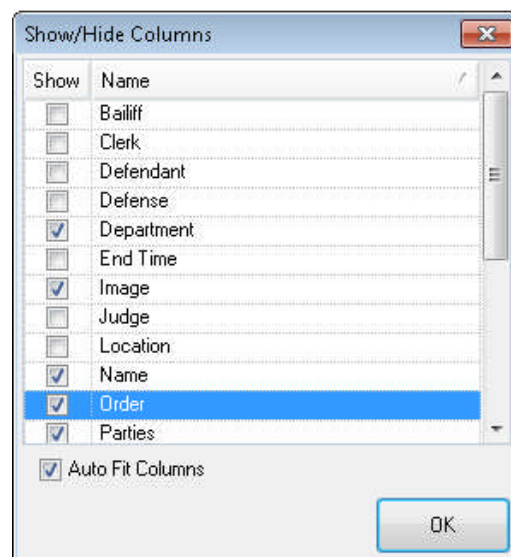 Show/Hide Columns
Show Name
Bailiff
Clerk
Defendant
Defense
Department
End Time
Image
Judge
Location
Name
Order
Parties
Auto Fit Columns
OK